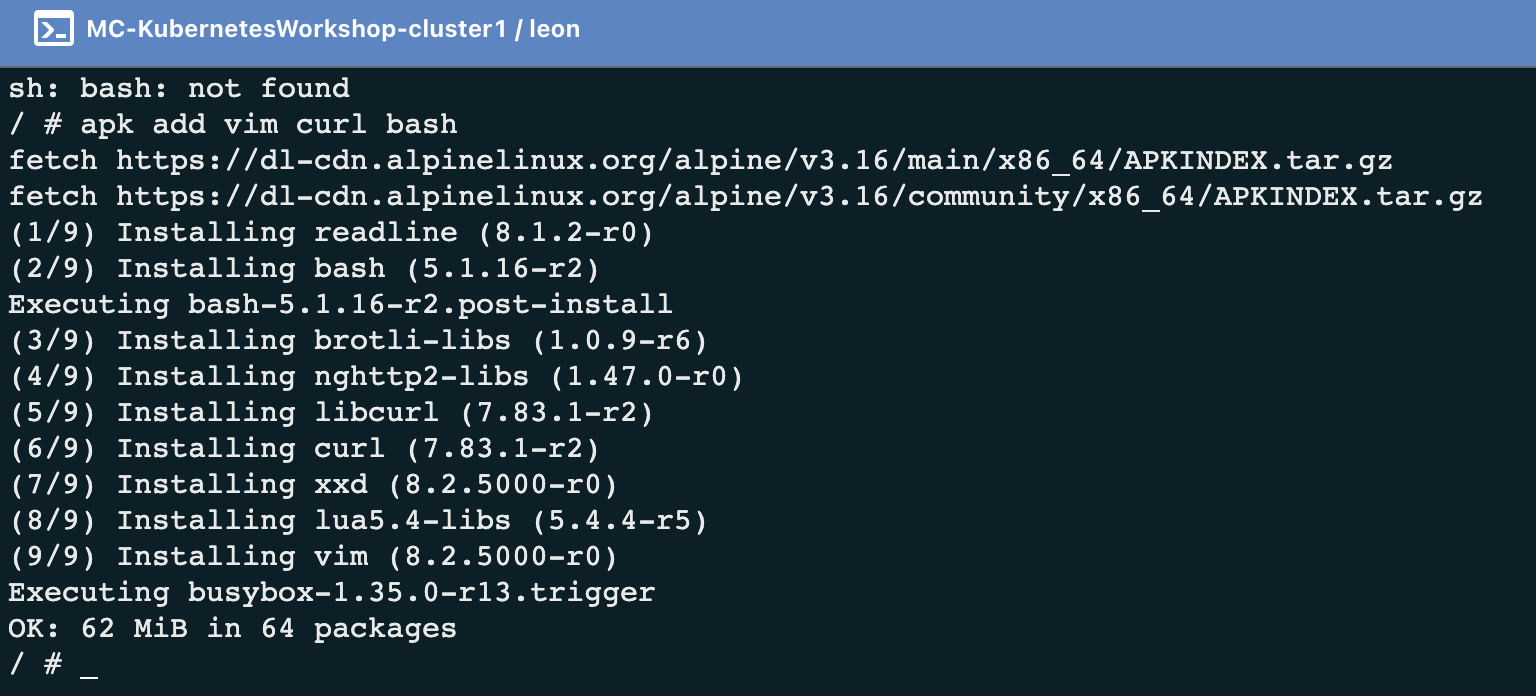 MC-KubernetesWorkshop-cluster1 / leon
sh: bash: not found
/ # apk add vim curl bash
fetch https://dl-cdn.alpinelinux.org/alpine/v3.16/main/x86_64/APKINDEX.tar.gz
fetch https://dl-cdn.alpinelinux.org/alpine/v3.16/community/x86_64/APKINDEX.tar.gz
(1/9) Installing readline (8.1.2-r0)
(2/9) Installing bash (5.1.16-r2)
Executing bash-5.1.16-r2.post-install
(3/9) Installing brotli-libs (1.0.9-r6)
(4/9) Installing nghttp2-libs (1.47.0-r0)
(5/9) Installing libcurl (7.83.1-r2)
(6/9) Installing curl (7.83.1-r2)
(7/9) Installing xxd (8.2.5000-r0)
(8/9) Installing lua5.4-libs (5.4.4-r5)
(9/9) Installing vim (8.2.5000-r0)
Executing busybox-1.35.0-r13.trigger
OK: 62 MiB in 64 packages
/ # _